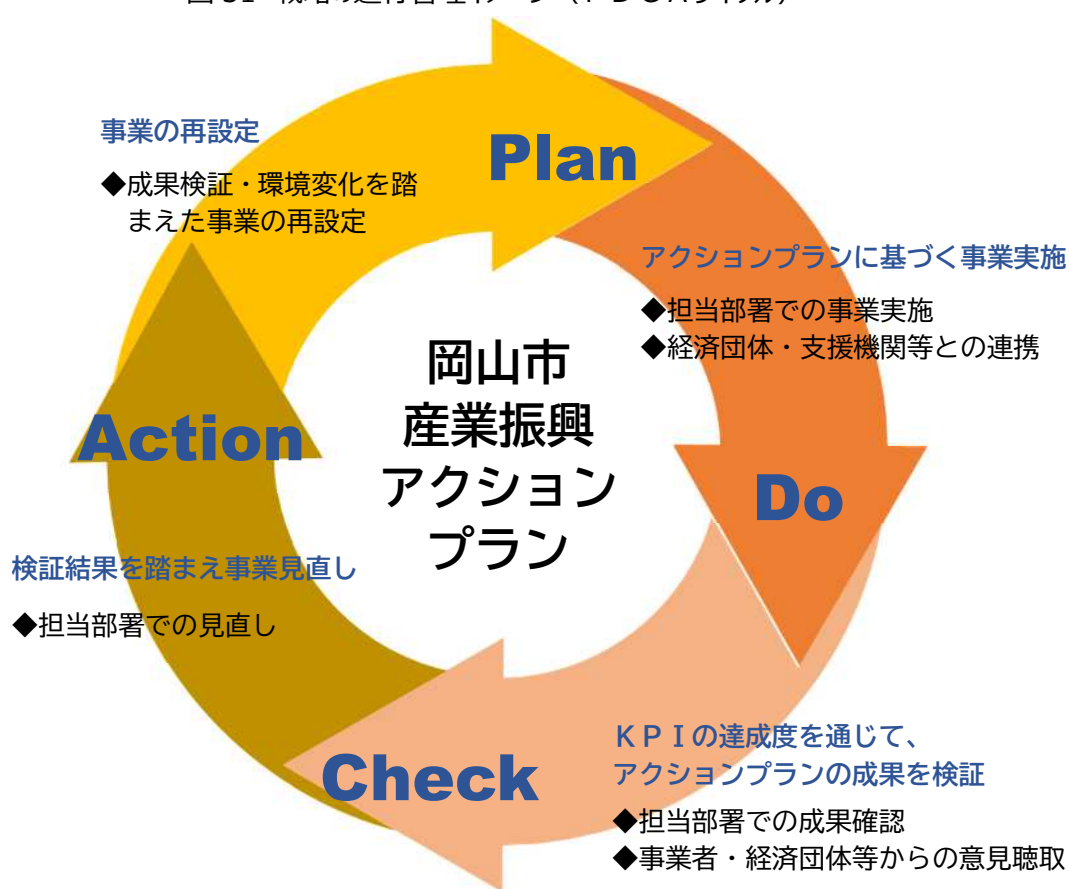 Plan
事業の再設定
◆成果検証・環境変化を踏
まえた事業の再設定
アクションプランに基づく事業実施
◆担当部署での事業実施
◆経済団体・支援機関等との連携
岡山市
産業振興
アクション
プラン
Action
Do
検証結果を踏まえ事業見直し
◆担当部署での見直し
Check
ＫＰＩの達成度を通じて、
アクションプランの成果を検証
◆担当部署での成果確認
◆事業者・経済団体等からの意見聴取